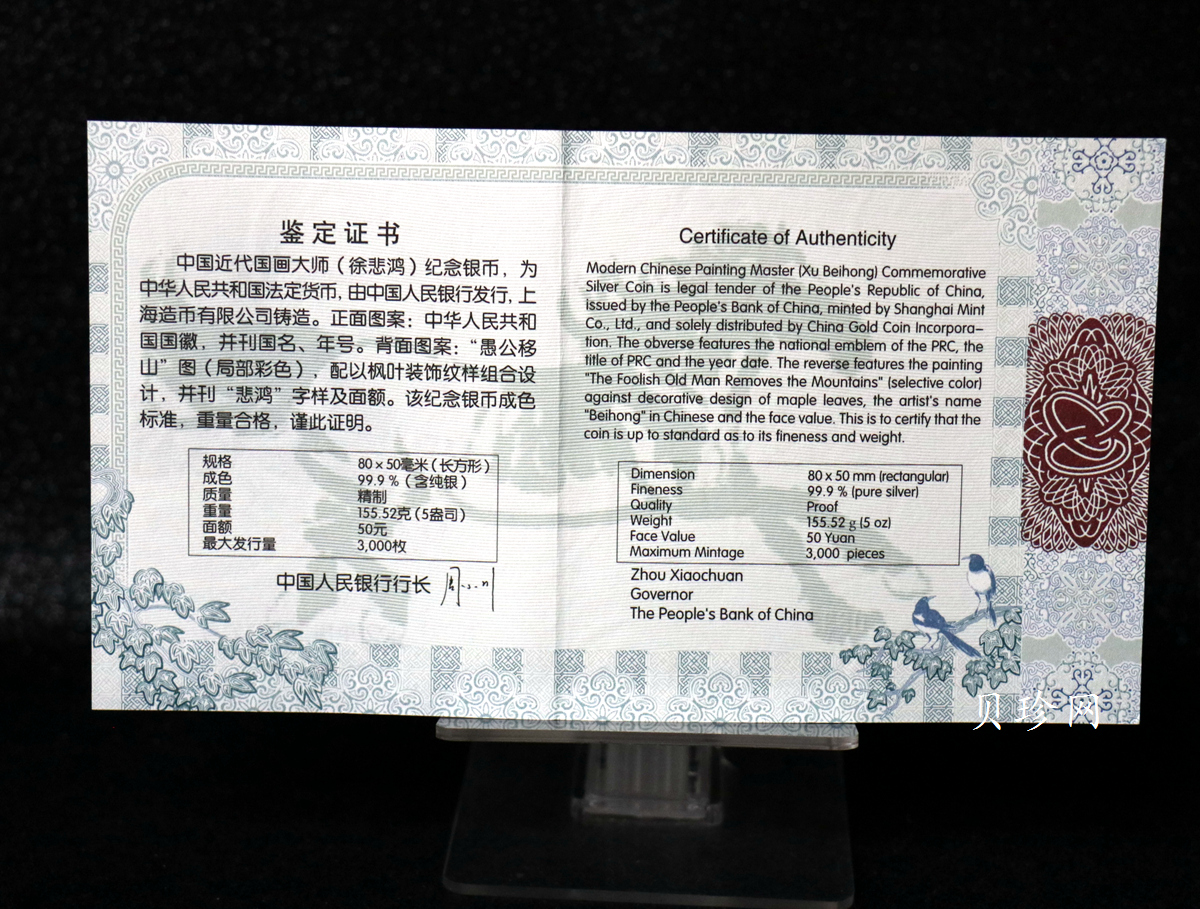 鉴定证书
中国近代国画大师（徐悲鸿）纪念银币，为
中华人民共和国法定货币，由中国人民银行发行，上
海造币有限公司铸造。正面图案：中华人民共和
国国徽，并刊国名、年号。背面图案：“愚公移
山”图（局部彩色），配以枫叶装饰纹样组合设
计，并刊“悲鸿”字样及面额。该纪念银币成色
标准，重量合格，谨此证明。
规格 80×50毫米（长方形）
成色 99.9％（含纯银）
质量 精制
重量 155.52克（5盎司）
面额 50元
最大发行量 3,000枚
中国人民银行行长
Certificate of Authenticity
Modern Chinese Painting Master (Xu Beihong) Commemorative
Silver Coin is legal tender of the People's Republic of China,
issued by the People's Bank of China, minted by Shanghai Mint
Co., Ltd., and solely distributed by China Gold Coin Incorpora–
tion. The obverse features the national emblem of the PRC, the
title of PRC and the year date. The reverse features the painting
"The Foolish Old Man Removes the Mountains" (selective color)
against decorative design of maple leaves, the artist's name
"Beihong" in Chinese and the face value. This is to certify that the
coin is up to standard as to its fineness and weight.
Dimension 80 x 50 mm (rectangular)
Fineness 99.9 % (pure silver)
Quality Proof
Weight 155.52 g (5 oz)
Face Value 50 Yuan
Maximum Mintage 3,000 pieces
Zhou Xiaochuan
Governor
The People's Bank of China
贝珍网